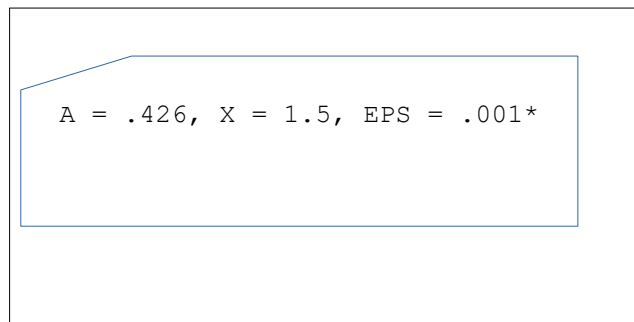 A = .426, X = 1.5, EPS = .001*